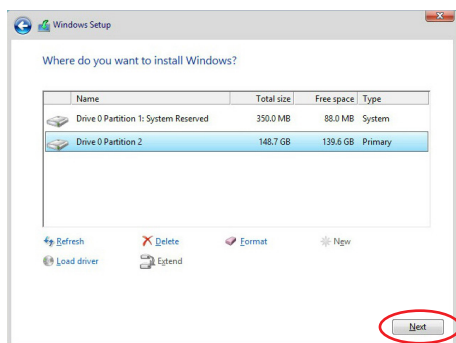 Windows Setup
Where do you want to install Windows?
Name Total size Free space Type
Drive 0 Partition 1: System Reserved 350.0 MB 88.0 MB System
Drive 0 Partition 2 148.7 GB 139.6 GB Primary
Refresh Delete Format New
Load driver Extend
Next